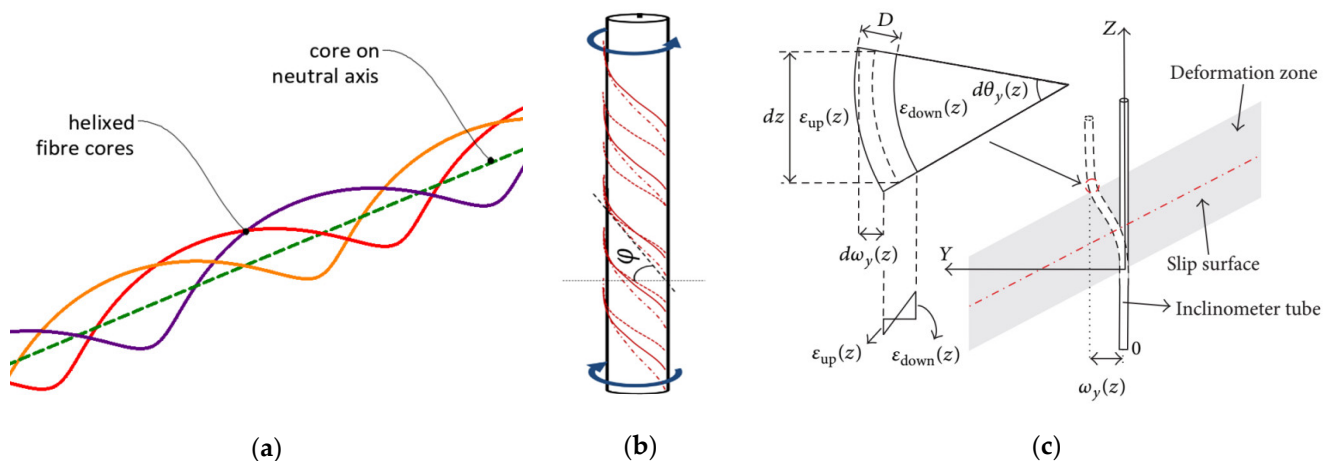 core on
neutral axis
helixed
fibre cores
(a)
φ
(b)
D
dz
ε_up(z)
ε_down(z)
dθ_y(z)
dω_y(z)
ε_up(z)
ε_down(z)
Z
Deformation zone
Y
Slip surface
Inclinometer tube
0
ω_y(z)
(c)